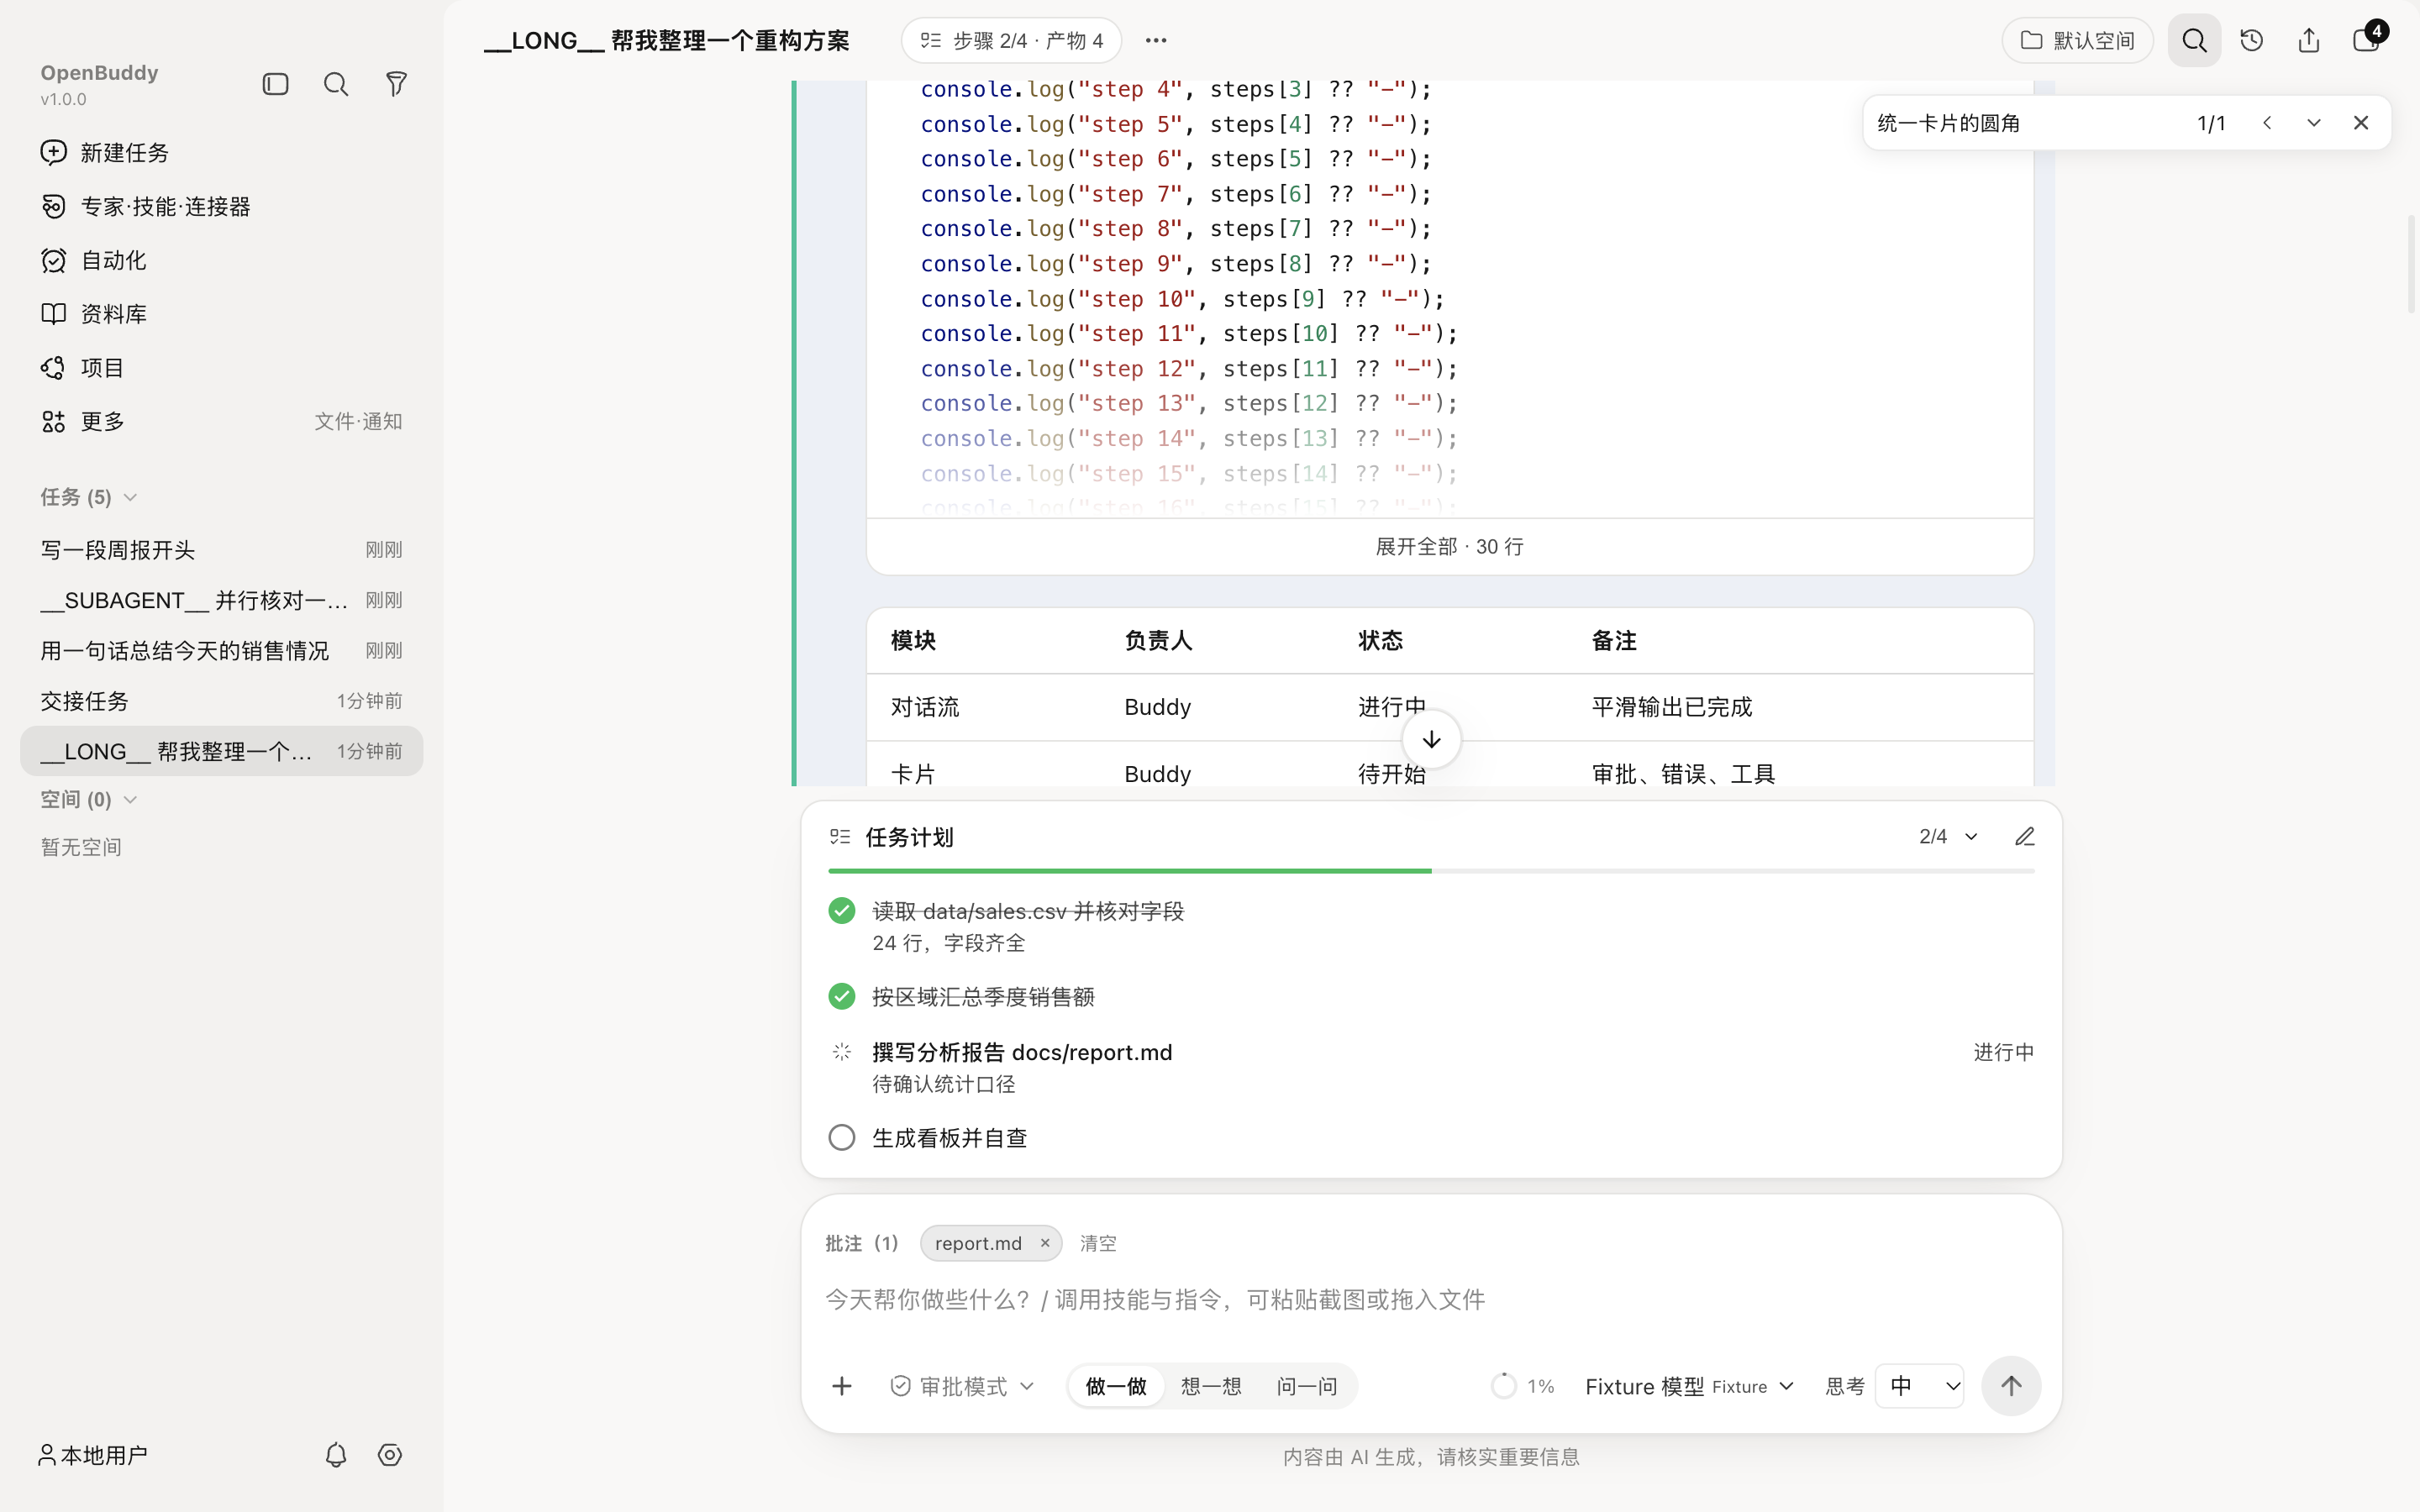 OpenBuddy
v1.0.0
新建任务
专家·技能·连接器
自动化
资料库
项目
更多 文件·通知
任务 (5)
写一段周报开头 刚刚
__SUBAGENT__ 并行核对一… 刚刚
用一句话总结今天的销售情况 刚刚
交接任务 1分钟前
__LONG__ 帮我整理一个… 1分钟前
空间 (0)
暂无空间
本地用户
__LONG__ 帮我整理一个重构方案
步骤 2/4 · 产物 4
默认空间
4
统一卡片的圆角 1/1
console.log("step 4", steps[3] ?? "—");
console.log("step 5", steps[4] ?? "—");
console.log("step 6", steps[5] ?? "—");
console.log("step 7", steps[6] ?? "—");
console.log("step 8", steps[7] ?? "—");
console.log("step 9", steps[8] ?? "—");
console.log("step 10", steps[9] ?? "—");
console.log("step 11", steps[10] ?? "—");
console.log("step 12", steps[11] ?? "—");
console.log("step 13", steps[12] ?? "—");
console.log("step 14", steps[13] ?? "—");
console.log("step 15", steps[14] ?? "—");
console.log("step 16", steps[15] ?? "—");
展开全部 · 30 行
模块 负责人 状态 备注
对话流 Buddy 进行中 平滑输出已完成
卡片 Buddy 待开始 审批、错误、工具
任务计划 2/4
读取 data/sales.csv 并核对字段
24 行，字段齐全
按区域汇总季度销售额
撰写分析报告 docs/report.md 进行中
待确认统计口径
生成看板并自查
批注 (1) report.md × 清空
今天帮你做些什么？/ 调用技能与指令，可粘贴截图或拖入文件
审批模式 做一做 想一想 问一问 1% Fixture 模型 Fixture 思考 中
内容由 AI 生成，请核实重要信息